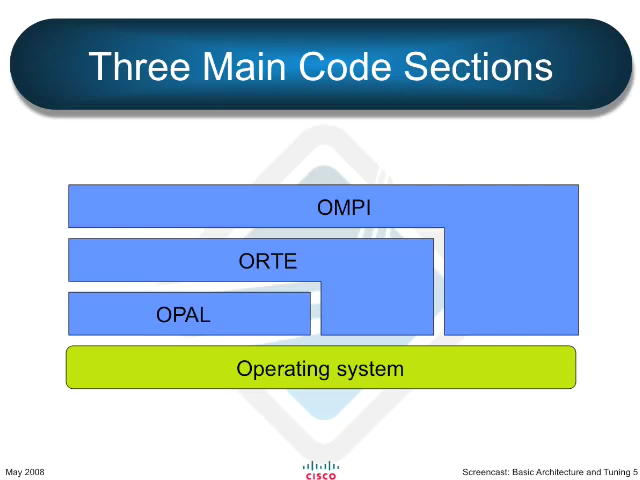 Three Main Code Sections
OMPI
ORTE
OPAL
Operating system
May 2008
CISCO
Screencast: Basic Architecture and Tuning 5